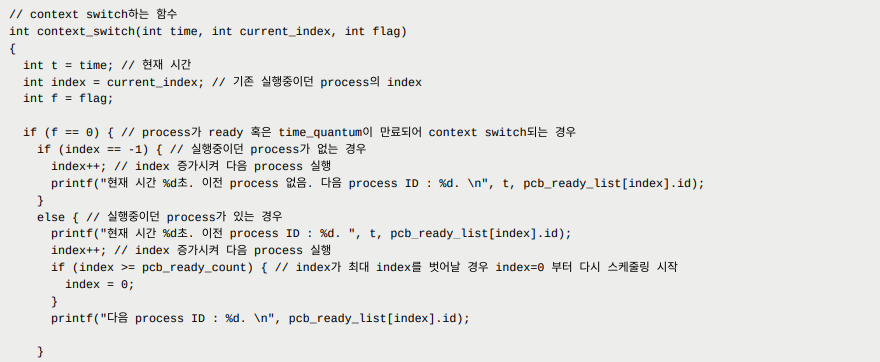 // context switch하는 함수
int context_switch(int time, int current_index, int flag)
{
  int t = time; // 현재 시간
  int index = current_index; // 기존 실행중이던 process의 index
  int f = flag;

  if (f == 0) { // process가 ready 혹은 time_quantum이 만료되어 context switch되는 경우
    if (index == -1) { // 실행중이던 process가 없는 경우
      index++; // index 증가시켜 다음 process 실행
      printf("현재 시간 %d초. 이전 process 없음. 다음 process ID : %d. \n", t, pcb_ready_list[index].id);
    }
    else { // 실행중이던 process가 있는 경우
      printf("현재 시간 %d초. 이전 process ID : %d. ", t, pcb_ready_list[index].id);
      index++; // index 증가시켜 다음 process 실행
      if (index >= pcb_ready_count) { // index가 최대 index를 벗어날 경우 index=0 부터 다시 스케줄링 시작
        index = 0;
      }
      printf("다음 process ID : %d. \n", pcb_ready_list[index].id);

    }